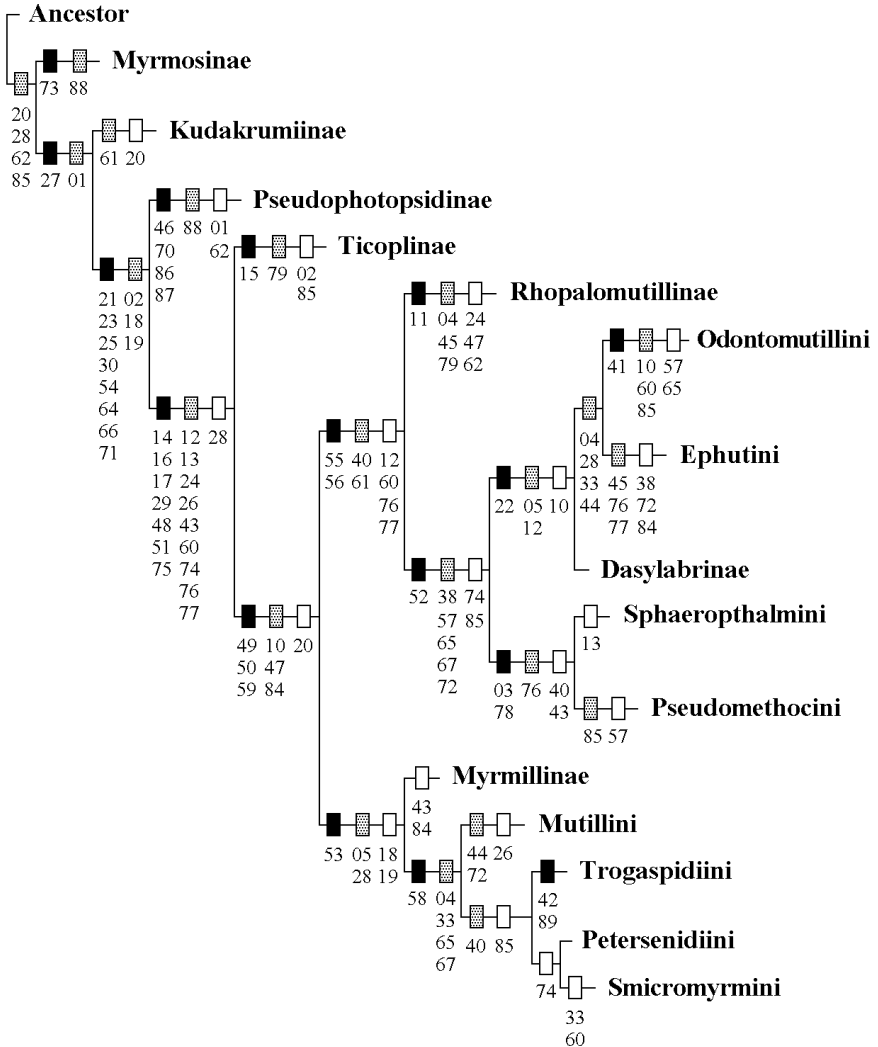 Ancestor
Myrmosinae
73 88
20
28
62
85
Kudakrumiinae
61 20
27 01
Pseudophotopsidinae
46 88 01
70 62
86
87
Ticoplinae
15 79 02
85
21 02
23 18
25 19
30
54
64
66
71
Rhopalomutillinae
11 04 24
45 47
79 62
Odontomutillini
41 10 57
60 65
85
14 12 28
16 13
17 24
29 26
48 43
51 60
75 74
76
77
55 40 12
56 61 60
76
77
04
28
33
44
Ephutini
45 38
76 72
77 84
22 05 10
12
Dasylabrinae
52 38 74
57 85
65
67
72
Sphaeropthalmini
13
49 10 20
50 47
59 84
03 76 40
78 43
Pseudomethocini
85 57
Myrmillinae
43
84
Mutillini
44 26
72
53 05 18
28 19
Trogaspidiini
42
89
58 04
33
65
67
40 85
Petersenidiini
74
Smicromyrmini
33
60